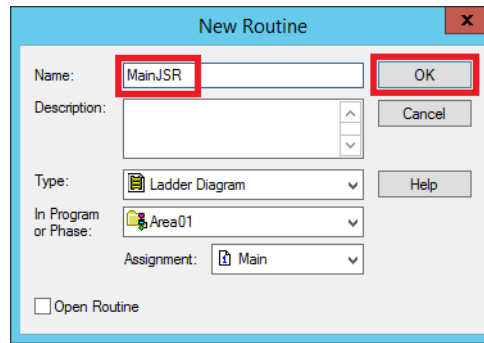 New Routine
x
Name: MainJSR OK
Description: Cancel
Type: Ladder Diagram Help
In Program
or Phase: Area01
Assignment: Main
Open Routine